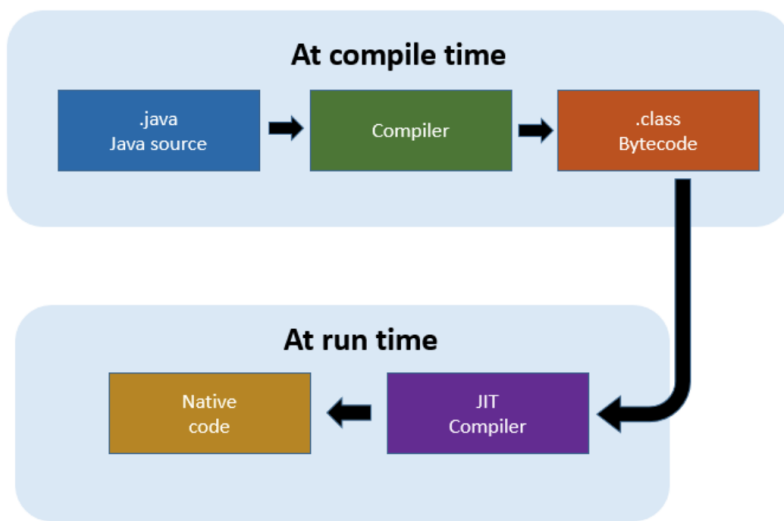 At compile time
.java
Java source
Compiler
.class
Bytecode
At run time
Native
code
JIT
Compiler